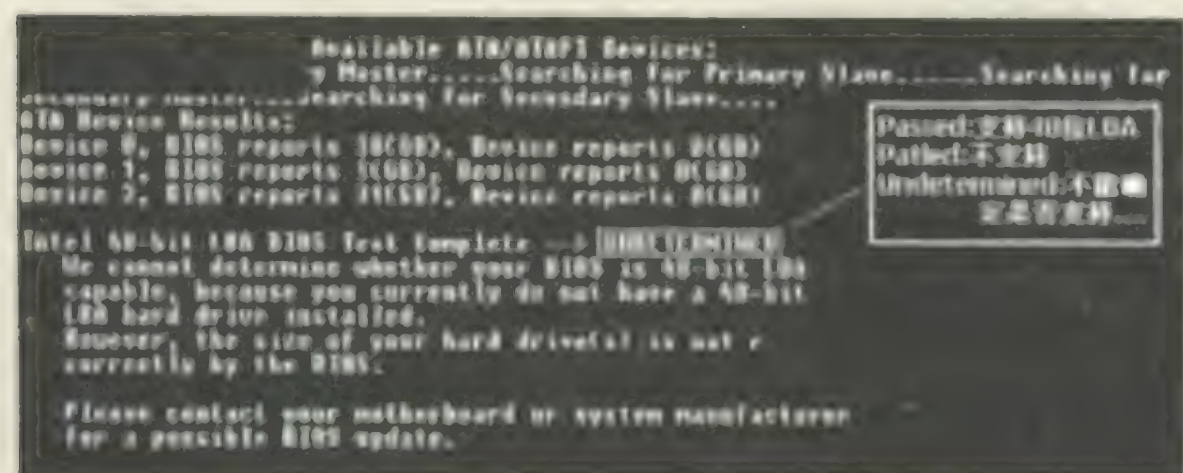 Available ATA/ATAPI Devices:
y Master.....Searching for Primary Slave......Searching for
Secondary Master...Searching for Secondary Slave....
ATA Device Results:
Device 0, BIOS reports (GB), Device reports 0(GB)
Device 1, BIOS reports (GB), Device reports 0(GB)
Device 2, BIOS reports (GB), Device reports 0(GB)
Intel 48-bit LBA BIOS Test Complete --> UNDETERMINED
We cannot determine whether your BIOS is 48-bit LBA
capable, because you currently do not have a 48-bit
LBA hard drive installed.
However, the size of your hard drive(s) is not r
currently by the BIOS.
Please contact your motherboard or system manufacturer
for a possible BIOS update.
Passed:支持48位LBA
不支持
Undetermined:不能确
定是否支持